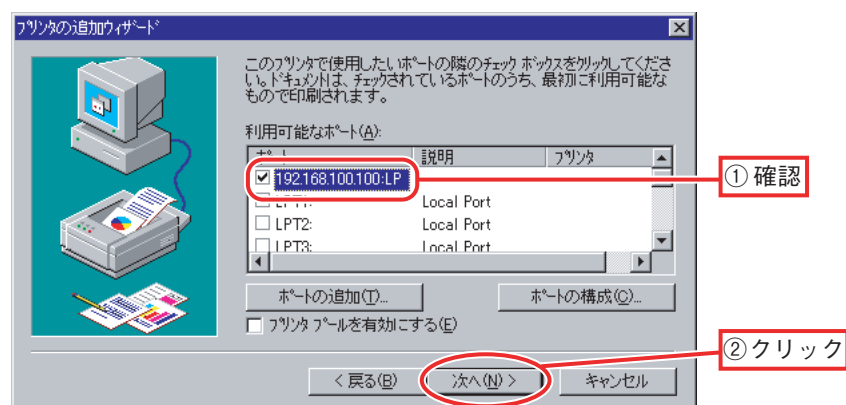 プリンタの追加ウィザード
このプリンタで使用したいポートの隣のチェック ボックスをクリックしてくださ
い。ドキュメントは、チェックされているポートのうち、最初に利用可能な
もので印刷されます。
利用可能なポート(A):
ポート 説明 プリンタ
192.168.100.100:LP
① 確認
LPT1: Local Port
LPT2: Local Port
LPT3: Local Port
ポートの追加(T)... ポートの構成(C)...
プリンタ プールを有効にする(E)
② クリック
< 戻る(B) 次へ(N) > キャンセル